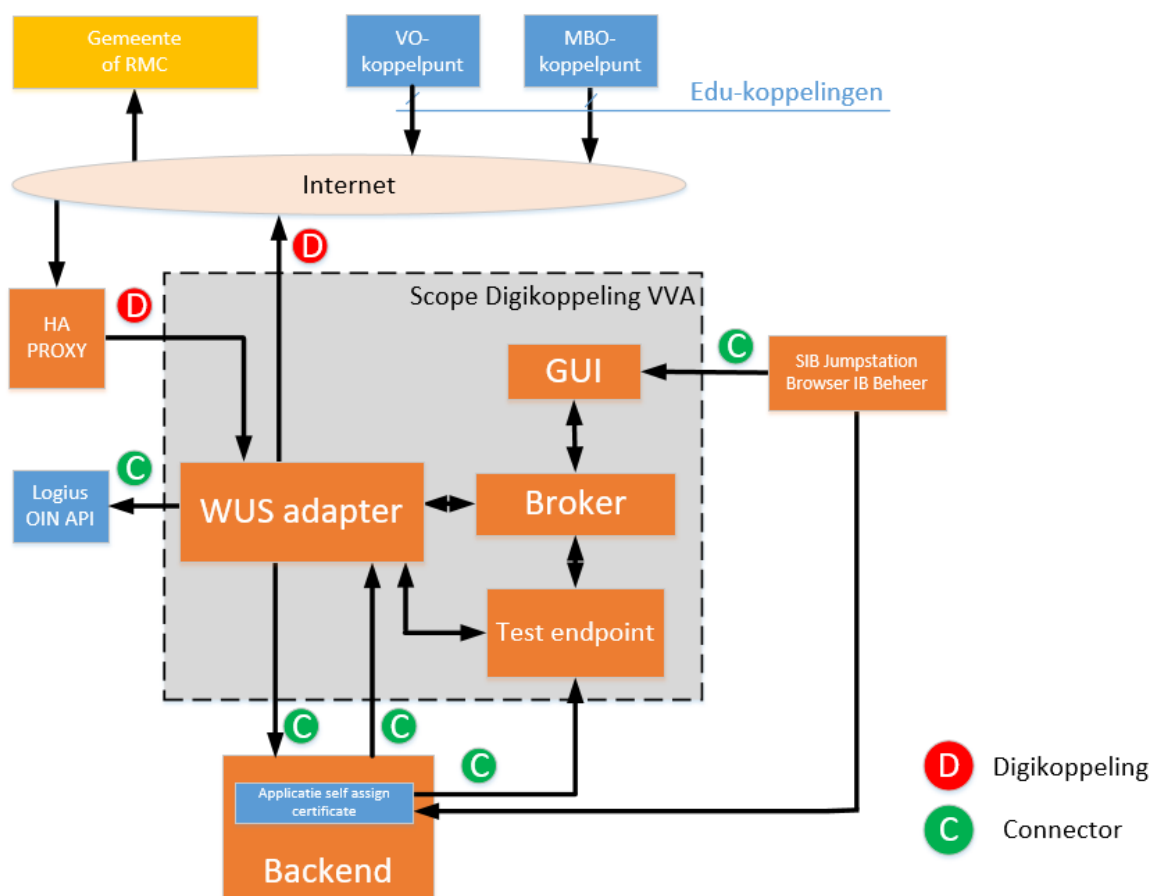 Gemeente
of RMC
VO-
koppelpunt
MBO-
koppelpunt
Edu-koppelingen
Internet
D
Scope Digikoppeling VVA
HA
PROXY
D
GUI
C
SIB Jumpstation
Browser IB Beheer
Logius
OIN API
C
WUS adapter
Broker
Test endpoint
C
C
C
Applicatie self assign
certificate
Backend
D
Digikoppeling
C
Connector